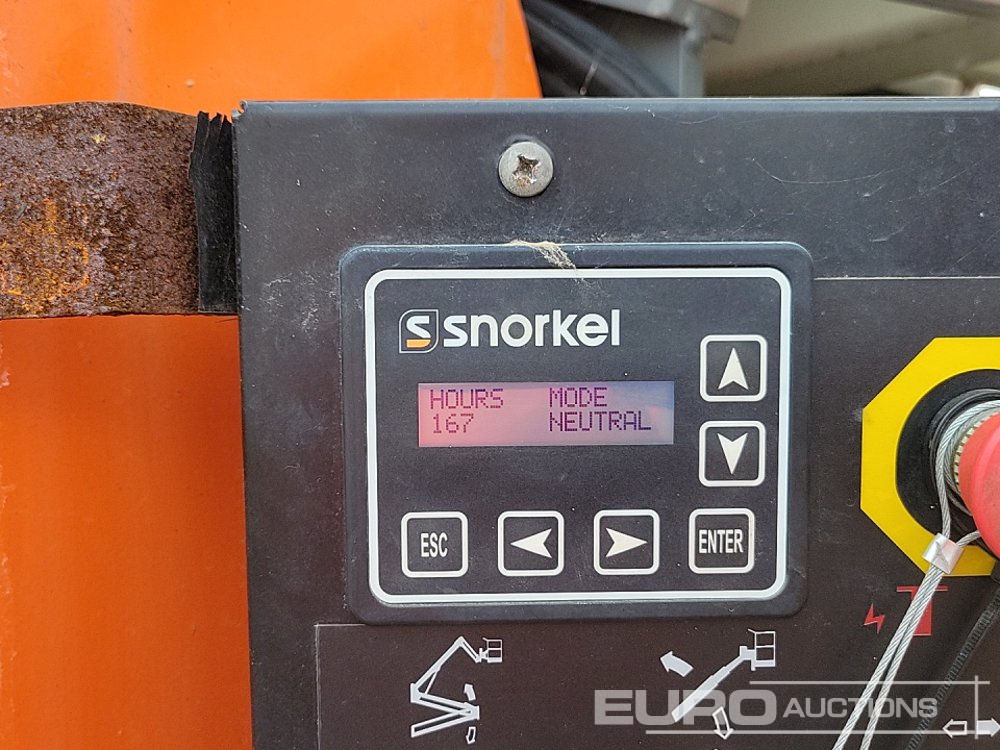 snorkel
HOURS MODE
167 NEUTRAL
ESC ENTER
EURO AUCTIONS